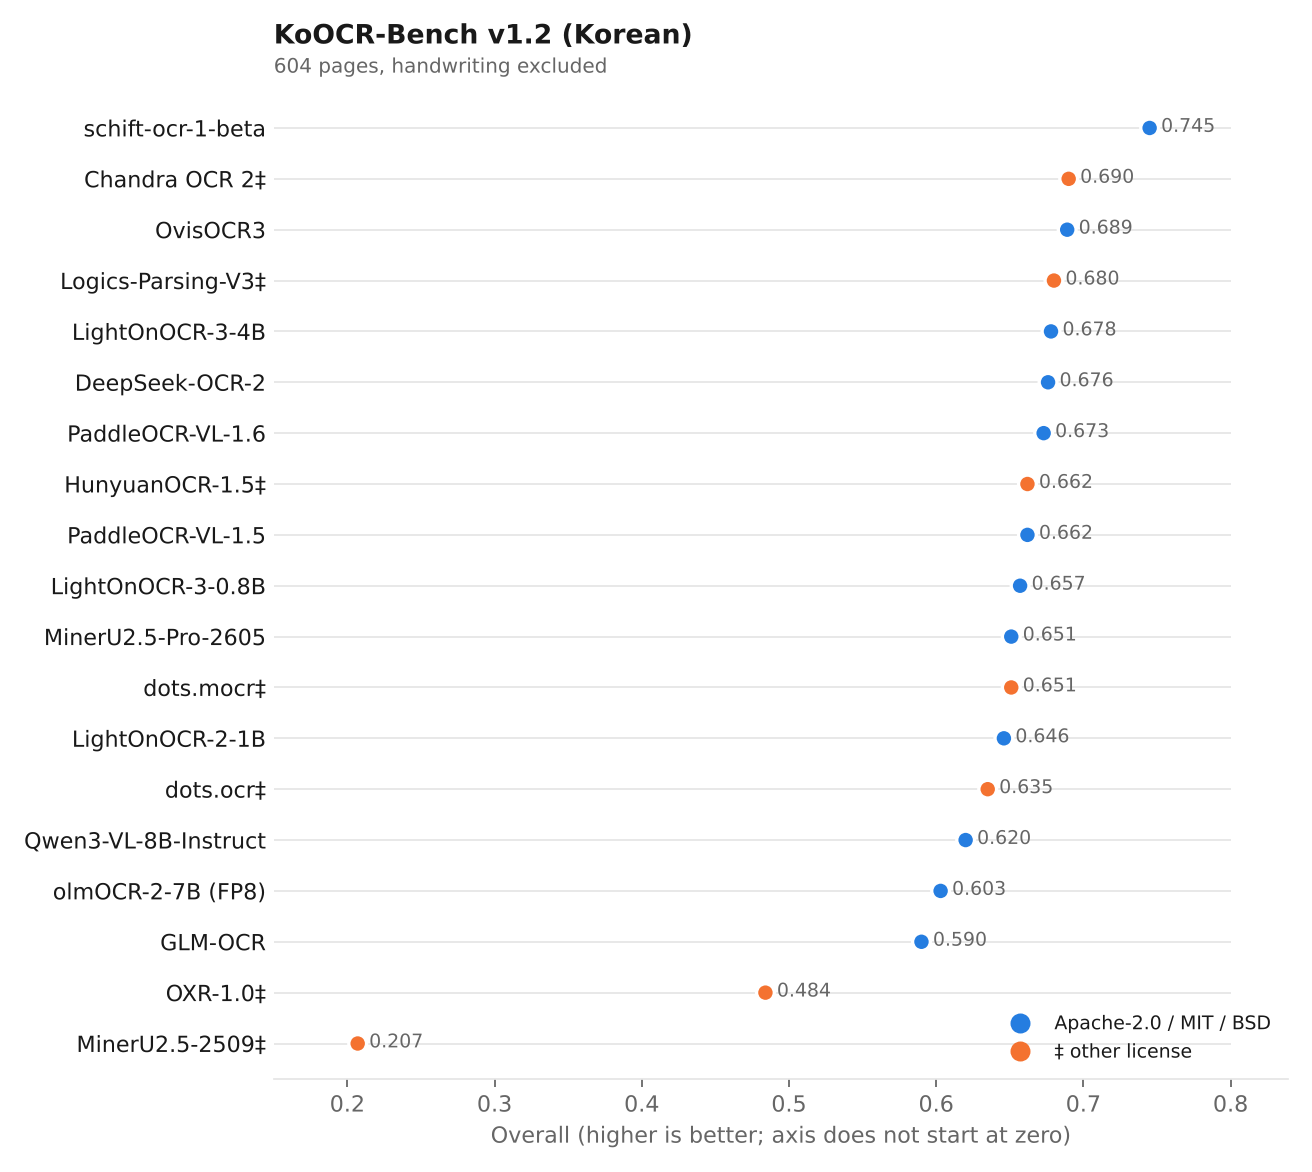 KoOCR-Bench v1.2 (Korean)
604 pages, handwriting excluded
schift-ocr-1-beta 0.745
Chandra OCR 2‡ 0.690
OvisOCR3 0.689
Logics-Parsing-V3‡ 0.680
LightOnOCR-3-4B 0.678
DeepSeek-OCR-2 0.676
PaddleOCR-VL-1.6 0.673
HunyuanOCR-1.5‡ 0.662
PaddleOCR-VL-1.5 0.662
LightOnOCR-3-0.8B 0.657
MinerU2.5-Pro-2605 0.651
dots.mocr‡ 0.651
LightOnOCR-2-1B 0.646
dots.ocr‡ 0.635
Qwen3-VL-8B-Instruct 0.620
olmOCR-2-7B (FP8) 0.603
GLM-OCR 0.590
OXR-1.0‡ 0.484
MinerU2.5-2509‡ 0.207
Apache-2.0 / MIT / BSD
‡ other license
0.2 0.3 0.4 0.5 0.6 0.7 0.8
Overall (higher is better; axis does not start at zero)